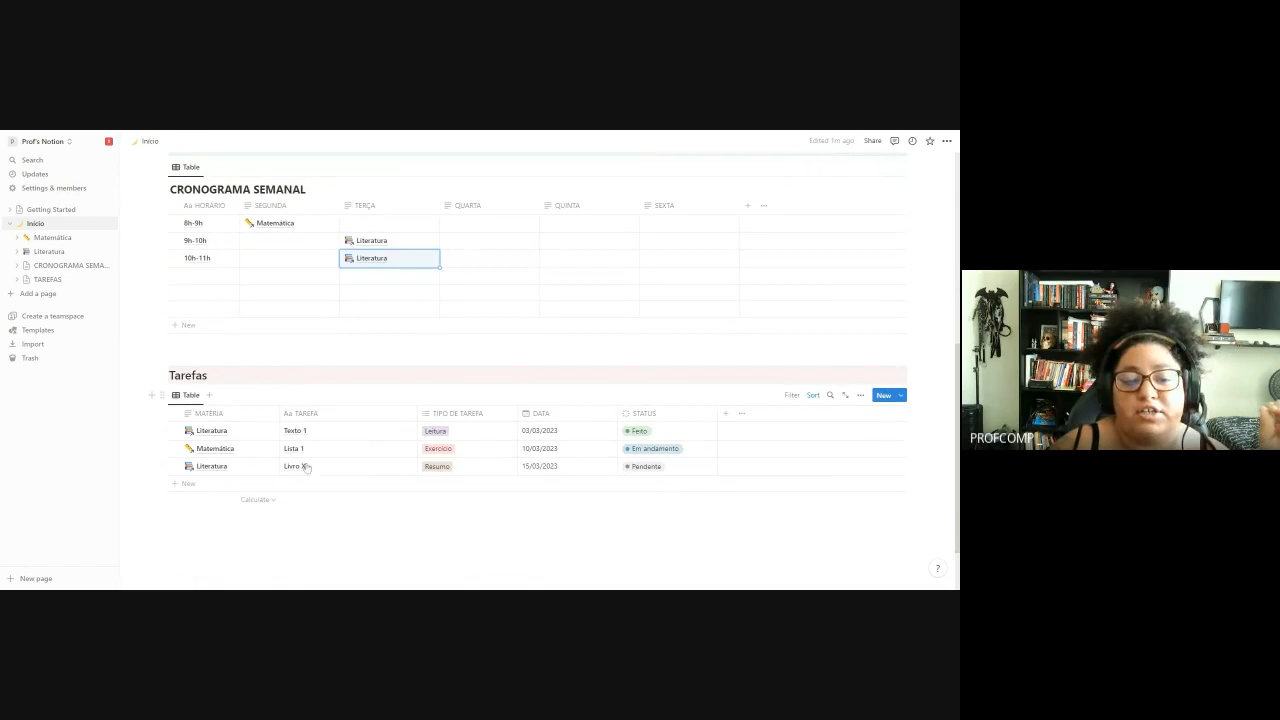 P Prof's Notion
Início
Edited 1m ago Share
Search
Updates
Settings & members
Getting Started
Início
Matemática
Literatura
CRONOGRAMA SEMA...
TAREFAS
Add a page
Create a teamspace
Templates
Import
Trash
New page
Table
CRONOGRAMA SEMANAL
Aa HORÁRIO SEGUNDA TERÇA QUARTA QUINTA SEXTA
8h-9h Matemática
9h-10h Literatura
10h-11h Literatura
New
Tarefas
Table Filter Sort New
MATÉRIA Aa TAREFA TIPO DE TAREFA DATA STATUS
Literatura Texto 1 Leitura 03/03/2023 Feito
Matemática Lista 1 Exercício 10/03/2023 Em andamento
Literatura Livro X Resumo 15/03/2023 Pendente
New
Calculate
?
PROFCOMP _